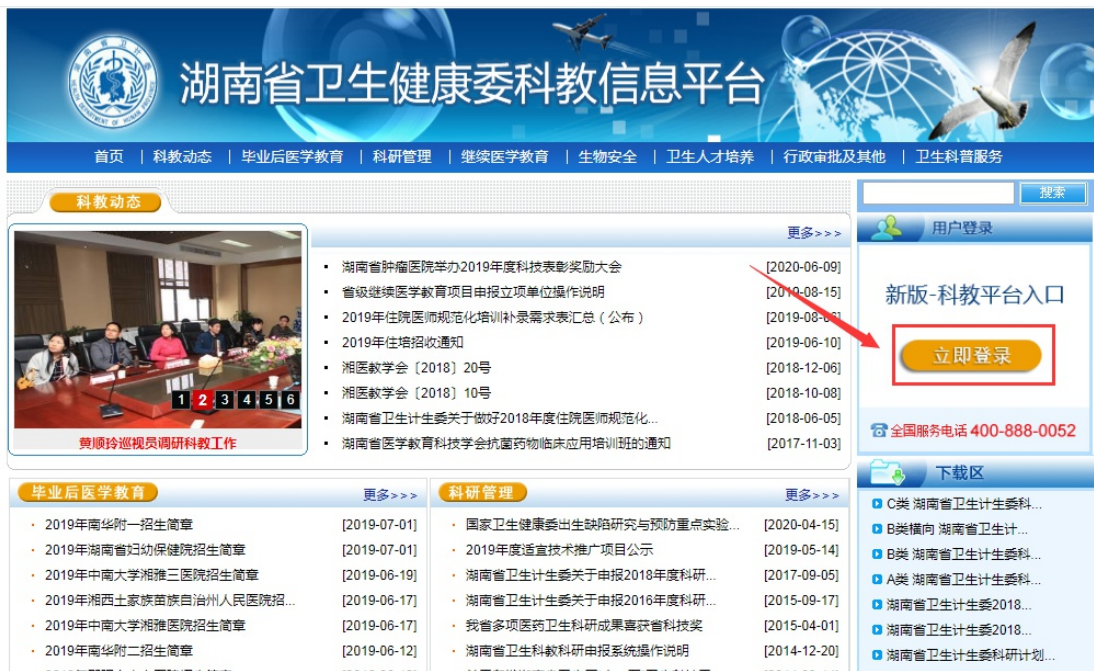 湖南省卫生健康委科教信息平台
首页 | 科教动态 | 毕业后医学教育 | 科研管理 | 继续医学教育 | 生物安全 | 卫生人才培养 | 行政审批及其他 | 卫生科普服务
科教动态
更多>>>
湖南省肿瘤医院举办2019年度科技表彰奖励大会 [2020-06-09]
省级继续医学教育项目申报立项单位操作说明 [2019-08-15]
2019年住院医师规范化培训补录需求表汇总（公布）
2019年住培招收通知 [2019-06-10]
湘医教学会〔2018〕20号 [2018-12-06]
湘医教学会〔2018〕10号 [2018-10-08]
湖南省卫生计生委关于做好2018年度住院医师规范化... [2018-06-05]
湖南省医学教育科技学会抗菌药物临床应用培训班的通知 [2017-11-03]
1 2 3 4 5 6
黄顺玲巡视员调研科教工作
搜索
用户登录
新版-科教平台入口
立即登录
全国服务电话 400-888-0052
毕业后医学教育
更多>>>
2019年南华附一招生简章 [2019-07-01]
2019年湖南省妇幼保健院招生简章 [2019-07-01]
2019年中南大学湘雅三医院招生简章 [2019-06-19]
2019年湘西土家族苗族自治州人民医院招... [2019-06-17]
2019年中南大学湘雅医院招生简章 [2019-06-17]
2019年南华附二招生简章 [2019-06-12]
科研管理
更多>>>
国家卫生健康委出生缺陷研究与预防重点实验... [2020-04-15]
2019年度适宜技术推广项目公示 [2019-05-14]
湖南省卫生计生委关于申报2018年度科研... [2017-09-05]
湖南省卫生计生委关于申报2016年度科研... [2015-09-17]
我省多项医药卫生科研成果喜获省科技奖 [2015-04-01]
湖南省卫生科教科研申报系统操作说明 [2014-12-20]
下载区
C类 湖南省卫生计生委科...
B类横向 湖南省卫生计...
B类 湖南省卫生计生委科...
A类 湖南省卫生计生委科...
湖南省卫生计生委2018...
湖南省卫生计生委2018...
湖南省卫生计生委科研计划...